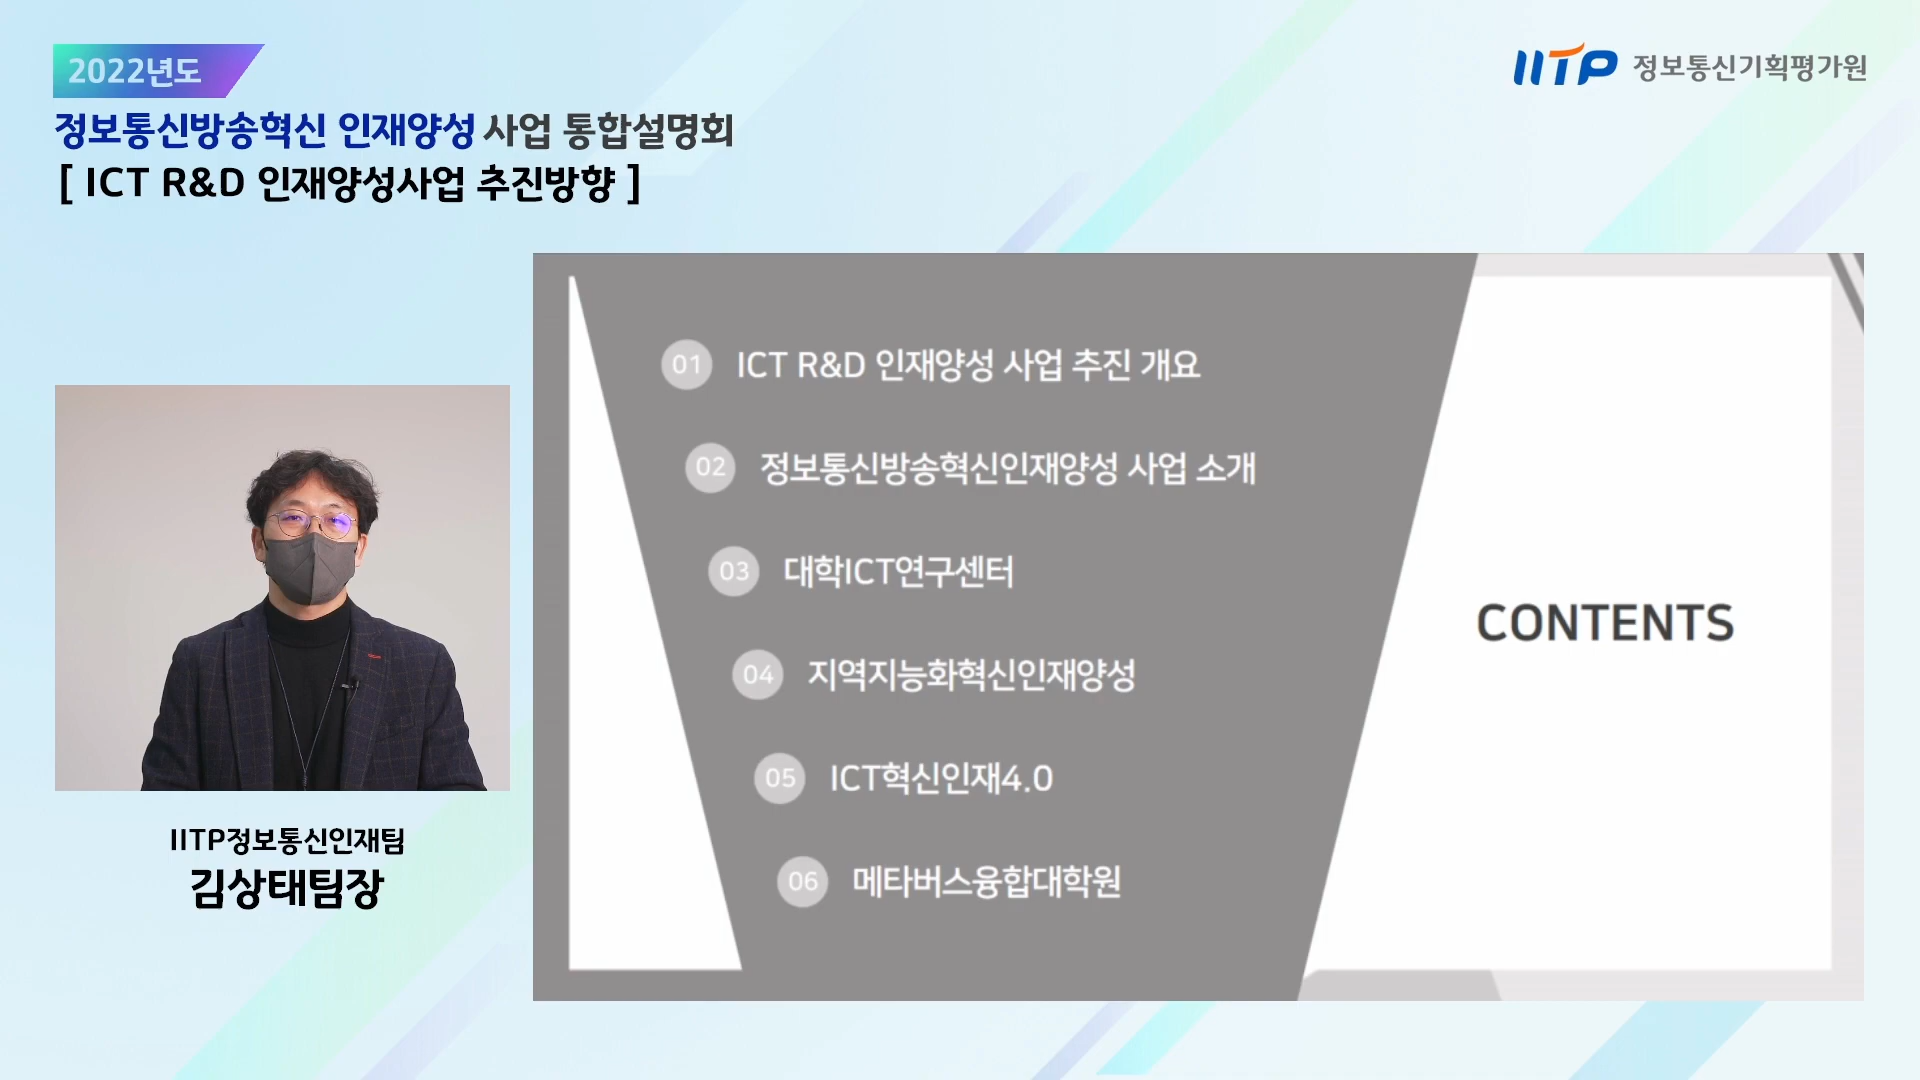 2022년도
정보통신방송혁신 인재양성 사업 통합설명회
[ ICT R&D 인재양성사업 추진방향 ]
IITP 정보통신기획평가원
01 ICT R&D 인재양성 사업 추진 개요
02 정보통신방송혁신인재양성 사업 소개
03 대학ICT연구센터
04 지역지능화혁신인재양성
05 ICT혁신인재4.0
06 메타버스융합대학원
CONTENTS
IITP정보통신인재팀
김상태팀장